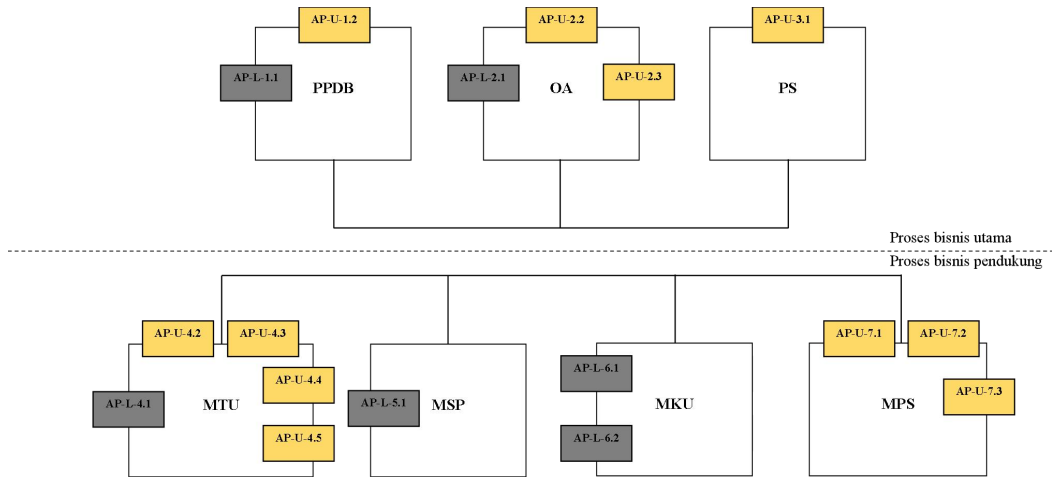 AP-U-1.2
AP-U-2.2
AP-U-3.1
AP-L-1.1
PPDB
AP-L-2.1
OA
AP-U-2.3
PS
Proses bisnis utama
Proses bisnis pendukung
AP-U-4.2
AP-U-4.3
AP-U-7.1
AP-U-7.2
AP-L-6.1
AP-U-4.4
AP-U-7.3
AP-L-4.1
MTU
AP-L-5.1
MSP
MKU
MPS
AP-U-4.5
AP-L-6.2